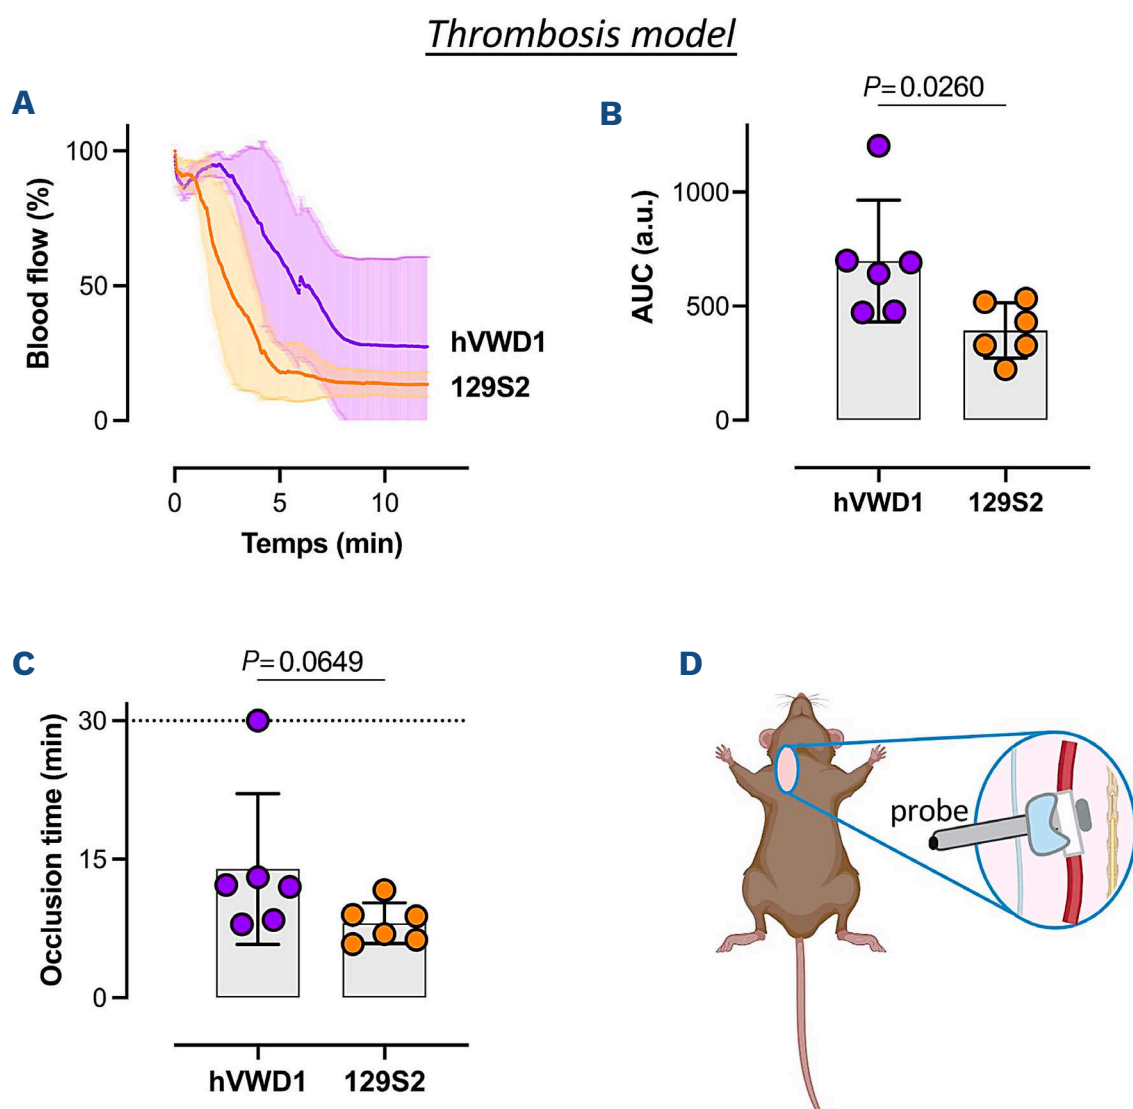 Thrombosis model
A
100
50
0
Blood flow (%)
hVWD1
129S2
0 5 10
Temps (min)
B
P= 0.0260
1000
500
0
AUC (a.u.)
hVWD1 129S2
C
P= 0.0649
30
15
0
Occlusion time (min)
hVWD1 129S2
D
probe